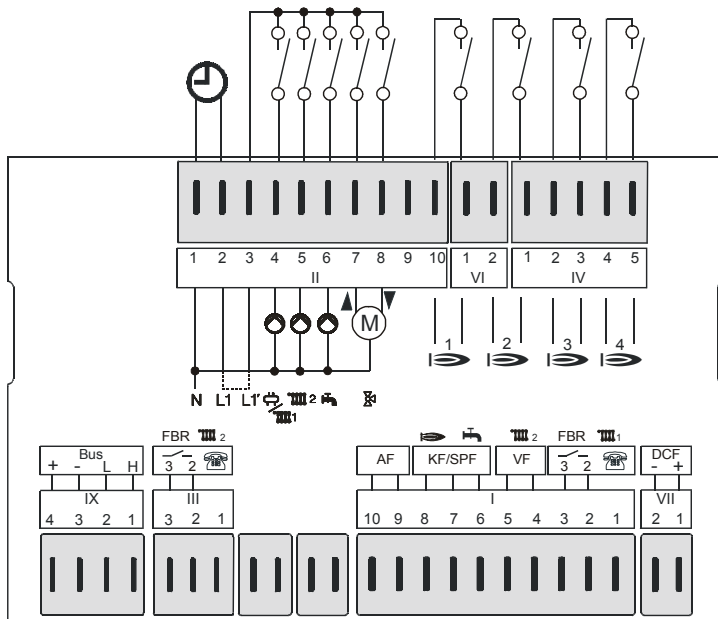 1 2 3 4 5 6 7 8 9 10 1 2 1 2 3 4 5
II VI IV
M
1 2 3 4
N L1 L1' 2
1
FBR 2 2 FBR 1
Bus 3 2 AF KF/SPF VF 3 2 DCF
+ - L H - +
IX III I VII
4 3 2 1 3 2 1 10 9 8 7 6 5 4 3 2 1 2 1